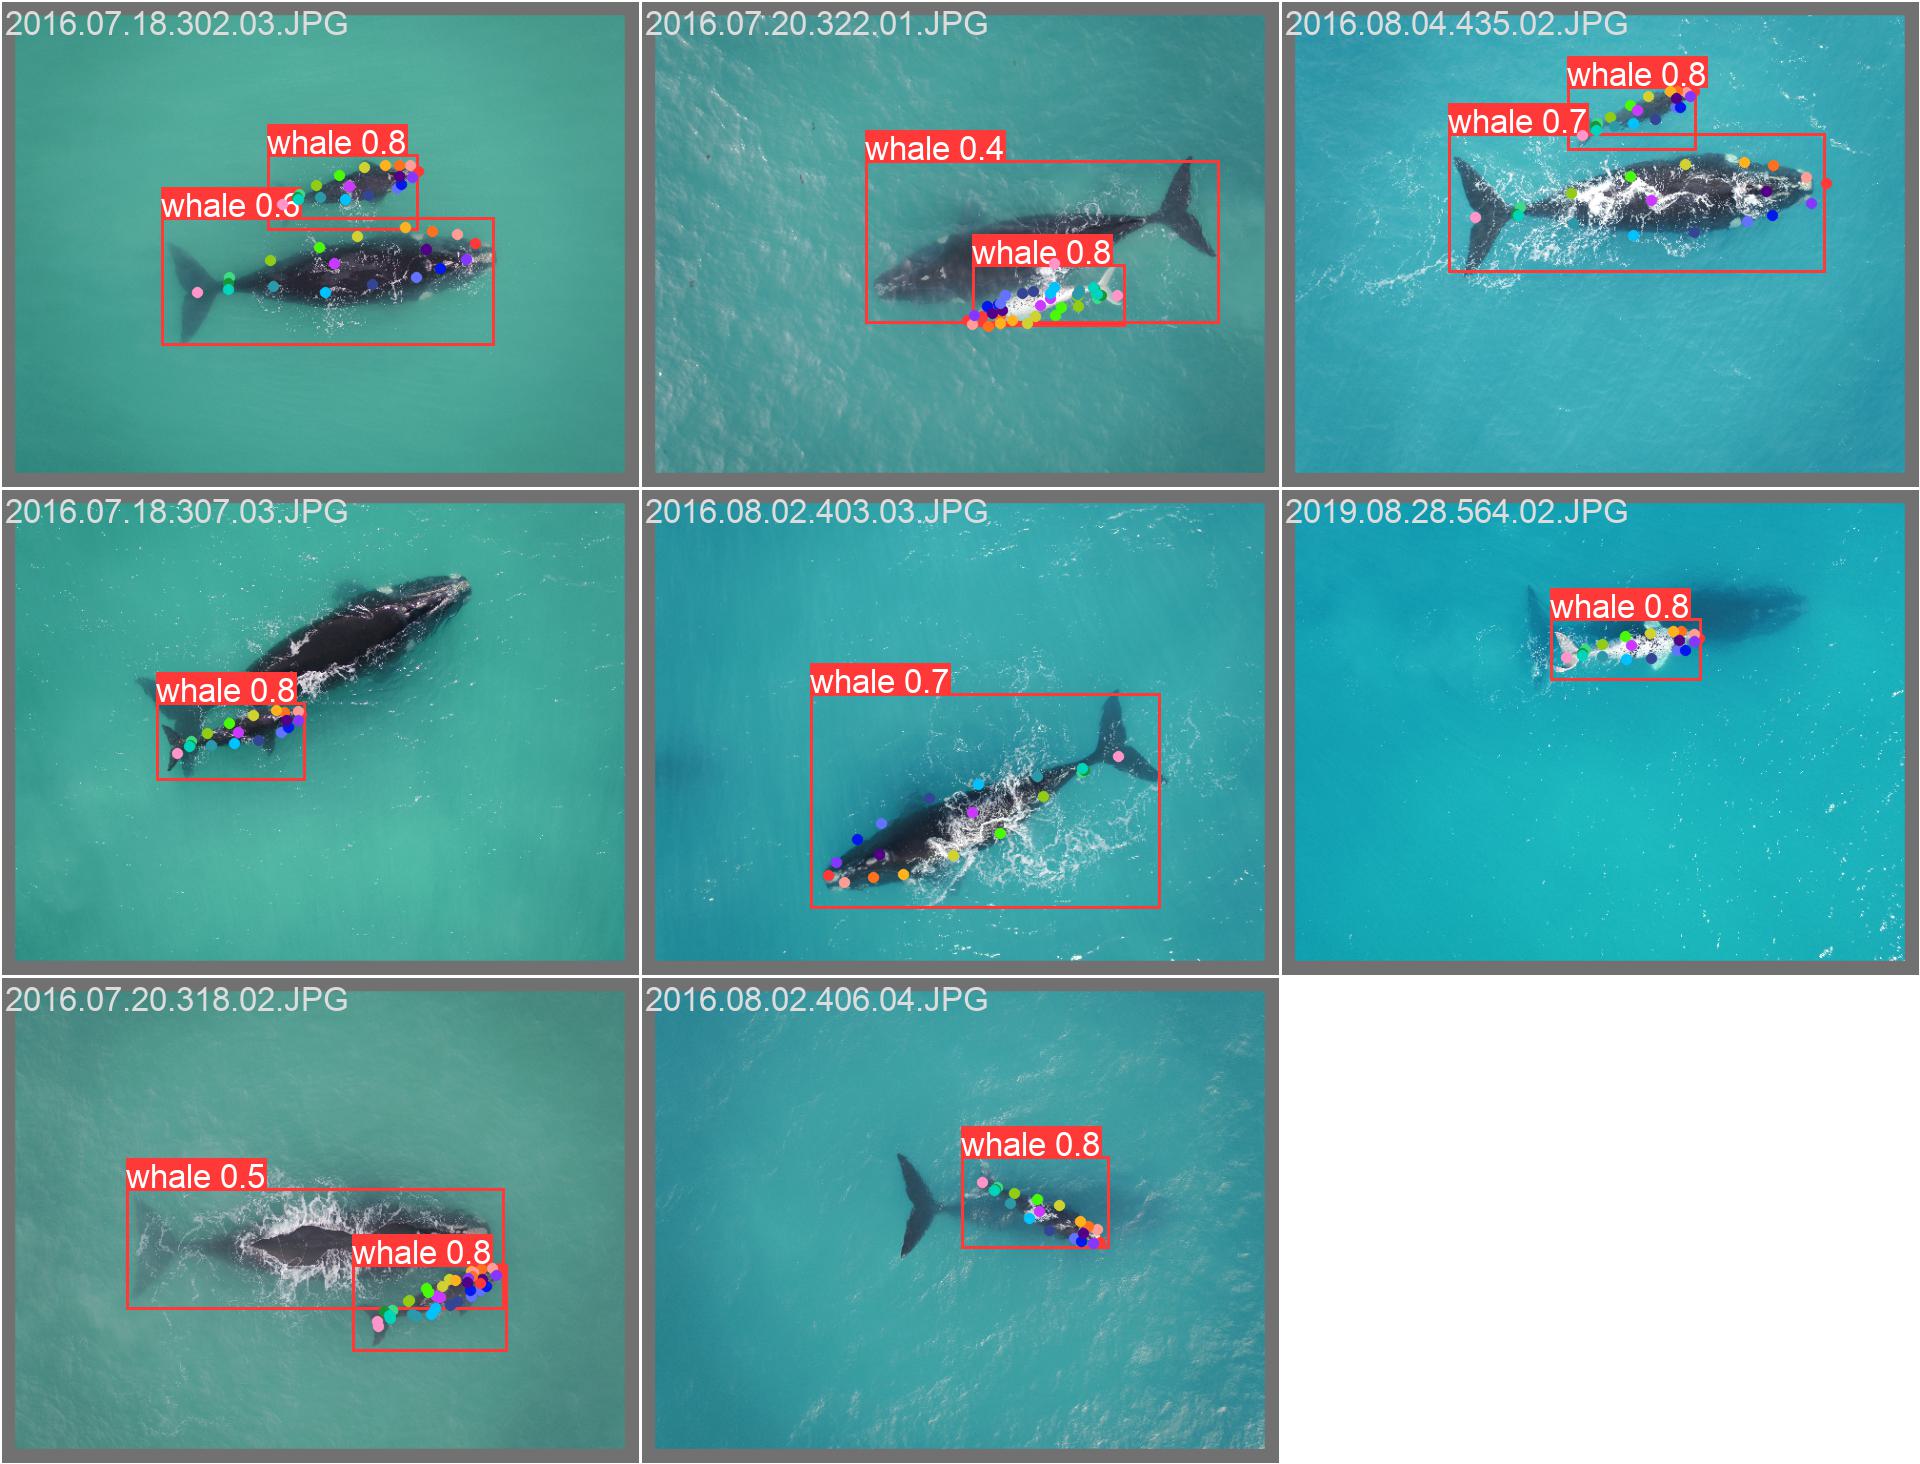 2016.07.18.302.03.JPG
whale 0.8
whale 0.6
2016.07.20.322.01.JPG
whale 0.4
whale 0.8
2016.08.04.435.02.JPG
whale 0.8
whale 0.7
2016.07.18.307.03.JPG
whale 0.8
2016.08.02.403.03.JPG
whale 0.7
2019.08.28.564.02.JPG
whale 0.8
2016.07.20.318.02.JPG
whale 0.5
whale 0.8
2016.08.02.406.04.JPG
whale 0.8